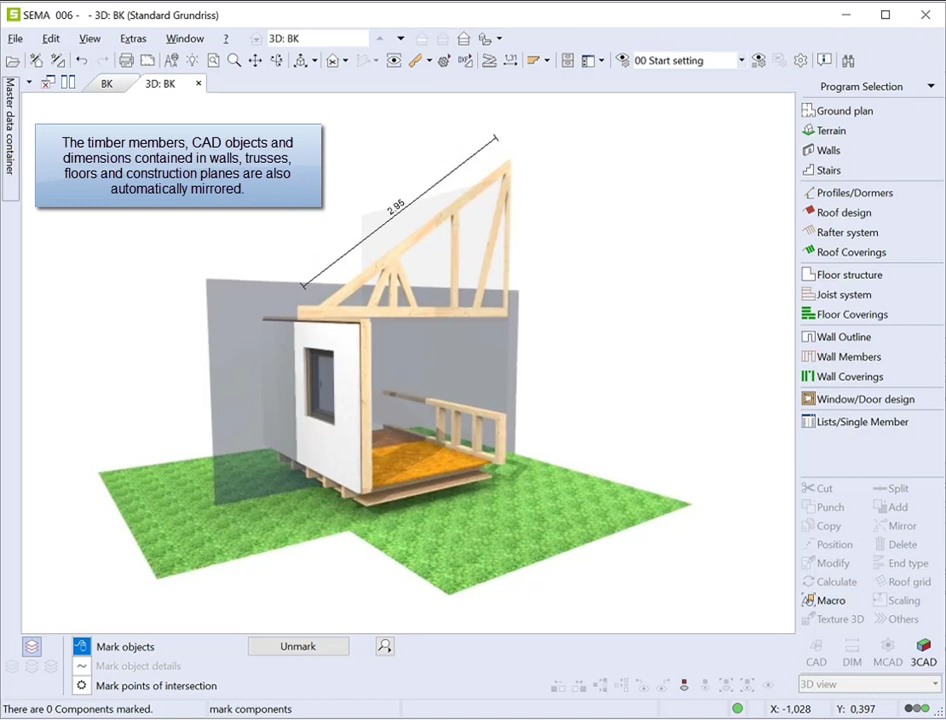 SEMA 006 - - 3D: BK (Standard Grundriss)
File Edit View Extras Window ? 3D: BK
00 Start setting
BK 3D: BK
Master data container
The timber members, CAD objects and
dimensions contained in walls, trusses,
floors and construction planes are also
automatically mirrored.
2.95
Program Selection
Ground plan
Terrain
Walls
Stairs
Profiles/Dormers
Roof design
Rafter system
Roof Coverings
Floor structure
Joist system
Floor Coverings
Wall Outline
Wall Members
Wall Coverings
Window/Door design
Lists/Single Member
Cut Split
Punch Add
Copy Mirror
Position Delete
Modify End type
Calculate Roof grid
Macro Scaling
Texture 3D Others
CAD DIM MCAD 3CAD
3D view
Mark objects Unmark
Mark object details
Mark points of intersection
There are 0 Components marked. mark components X: -1,028 Y: 0,397